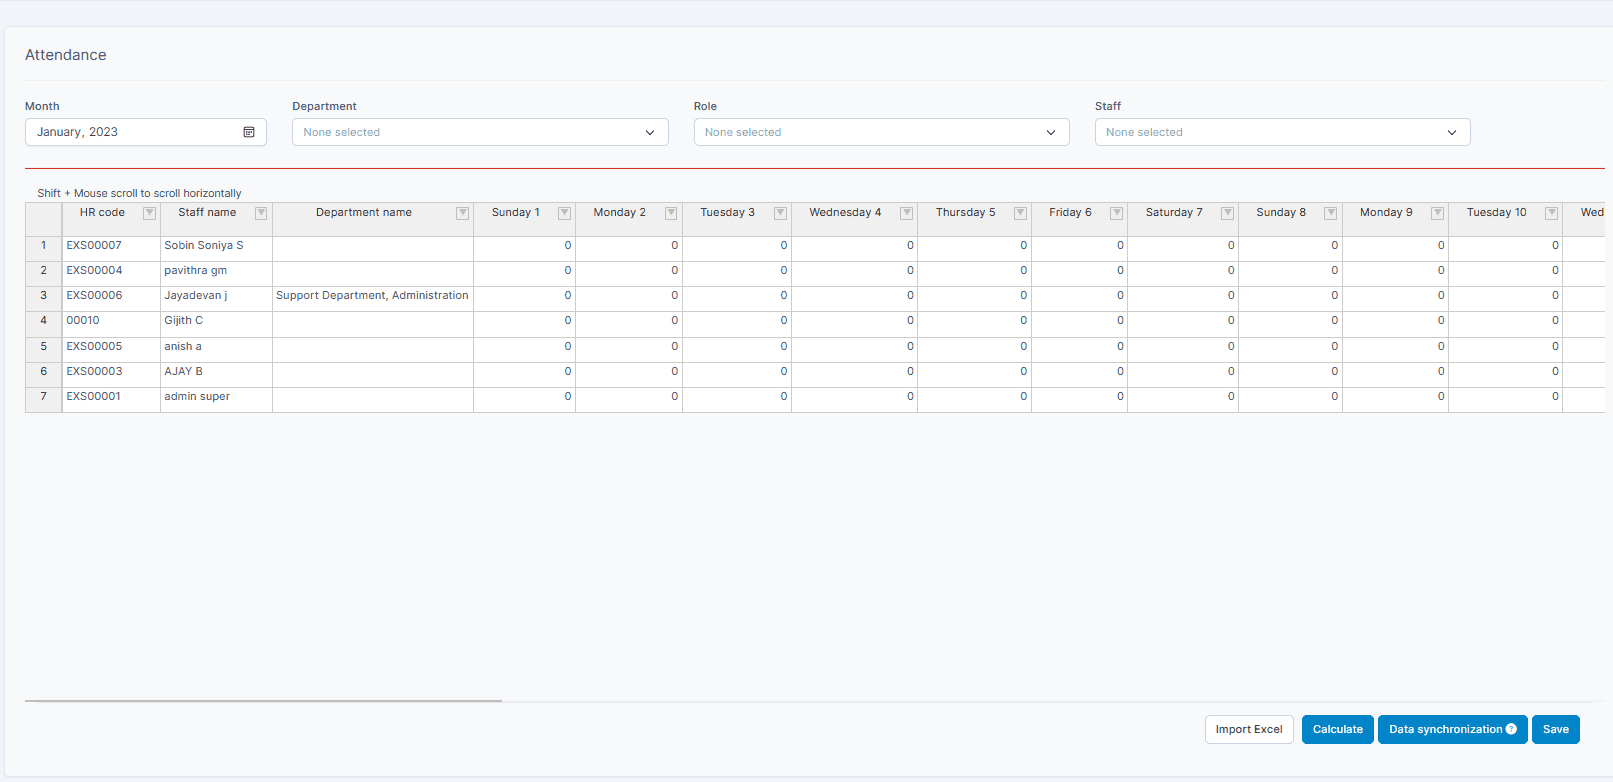 Attendance
Month Department Role Staff
January, 2023 None selected None selected None selected
Shift + Mouse scroll to scroll horizontally
HR code Staff name Department name Sunday 1 Monday 2 Tuesday 3 Wednesday 4 Thursday 5 Friday 6 Saturday 7 Sunday 8 Monday 9 Tuesday 10 Wed
1 EXS00007 Sobin Soniya S 0 0 0 0 0 0 0 0 0 0
2 EXS00004 pavithra gm 0 0 0 0 0 0 0 0 0 0
3 EXS00006 Jayadevan j Support Department, Administration 0 0 0 0 0 0 0 0 0 0
4 00010 Gijith C 0 0 0 0 0 0 0 0 0 0
5 EXS00005 anish a 0 0 0 0 0 0 0 0 0 0
6 EXS00003 AJAY B 0 0 0 0 0 0 0 0 0 0
7 EXS00001 admin super 0 0 0 0 0 0 0 0 0 0
Import Excel Calculate Data synchronization ? Save